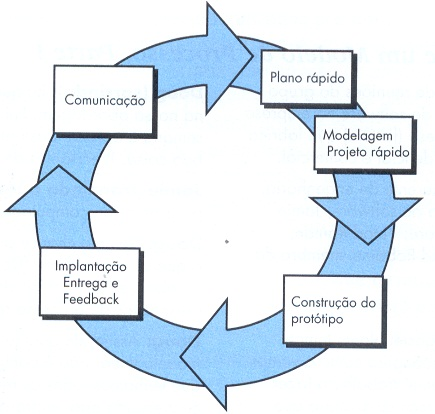 Comunicação
Plano rápido
Modelagem
Projeto rápido
Construção do
protótipo
Implantação
Entrega e
Feedback